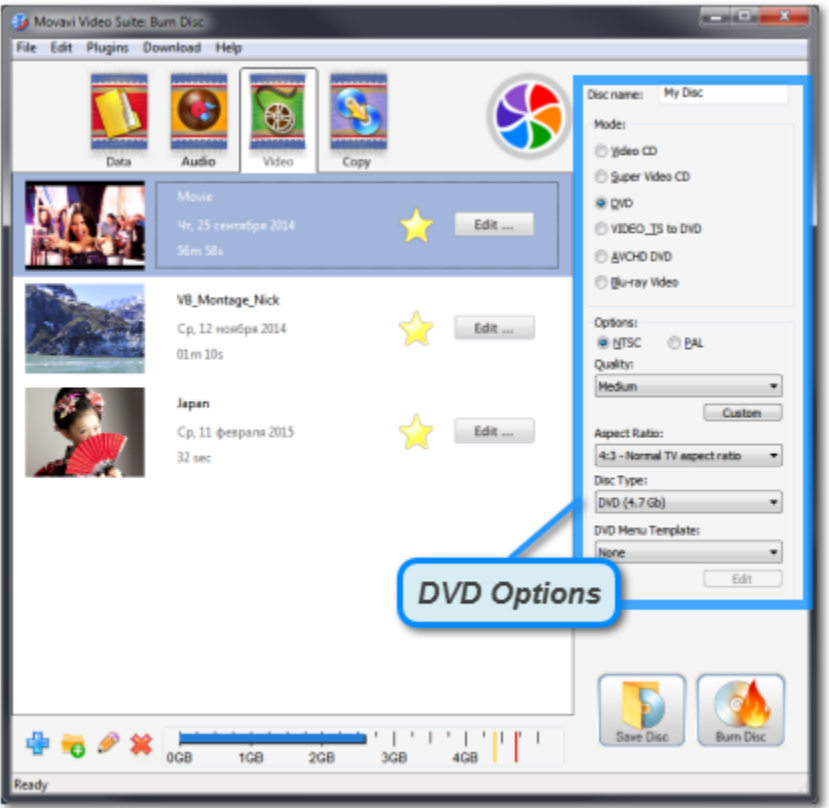 Movavi Video Suite: Burn Disc
File Edit Plugins Download Help
Data Audio Video Copy
Movie
Чт, 25 сентября 2014
56m 58s
Edit ...
VB_Montage_Nick
Ср, 12 ноября 2014
01m 10s
Edit ...
Japan
Ср, 11 февраля 2015
32 sec
Edit ...
Disc name: My Disc
Mode:
Video CD
Super Video CD
DVD
VIDEO_TS to DVD
AVCHD DVD
Blu-ray Video
Options:
NTSC PAL
Quality:
Medium
Custom
Aspect Ratio:
4:3 - Normal TV aspect ratio
Disc Type:
DVD (4.7 Gb)
DVD Menu Template:
None
Edit
DVD Options
Save Disc Burn Disc
0GB 1GB 2GB 3GB 4GB
Ready